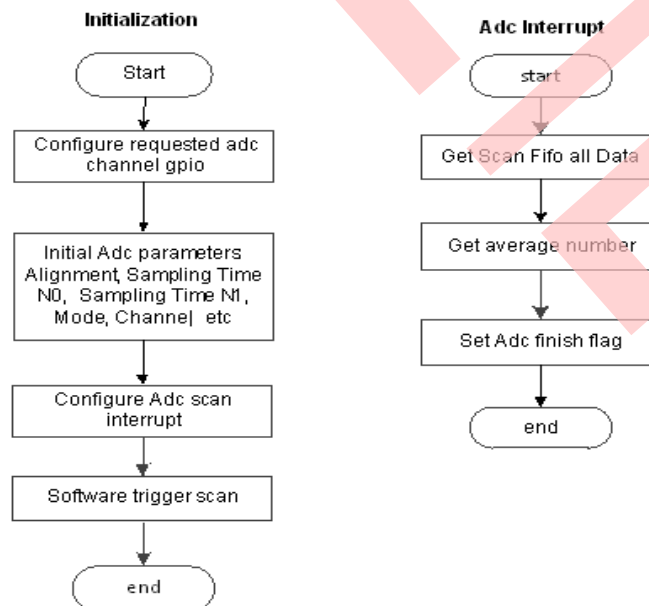 Initialization
Start
Configure requested adc
channel gpio
Initial Adc parameters
Alignment, Sampling Time
N0, Sampling Time N1,
Mode, Channel etc
Configure Adc scan
interrupt
Software trigger scan
end
Adc Interrupt
start
Get Scan Fifo all Data
Get average number
Set Adc finish flag
end